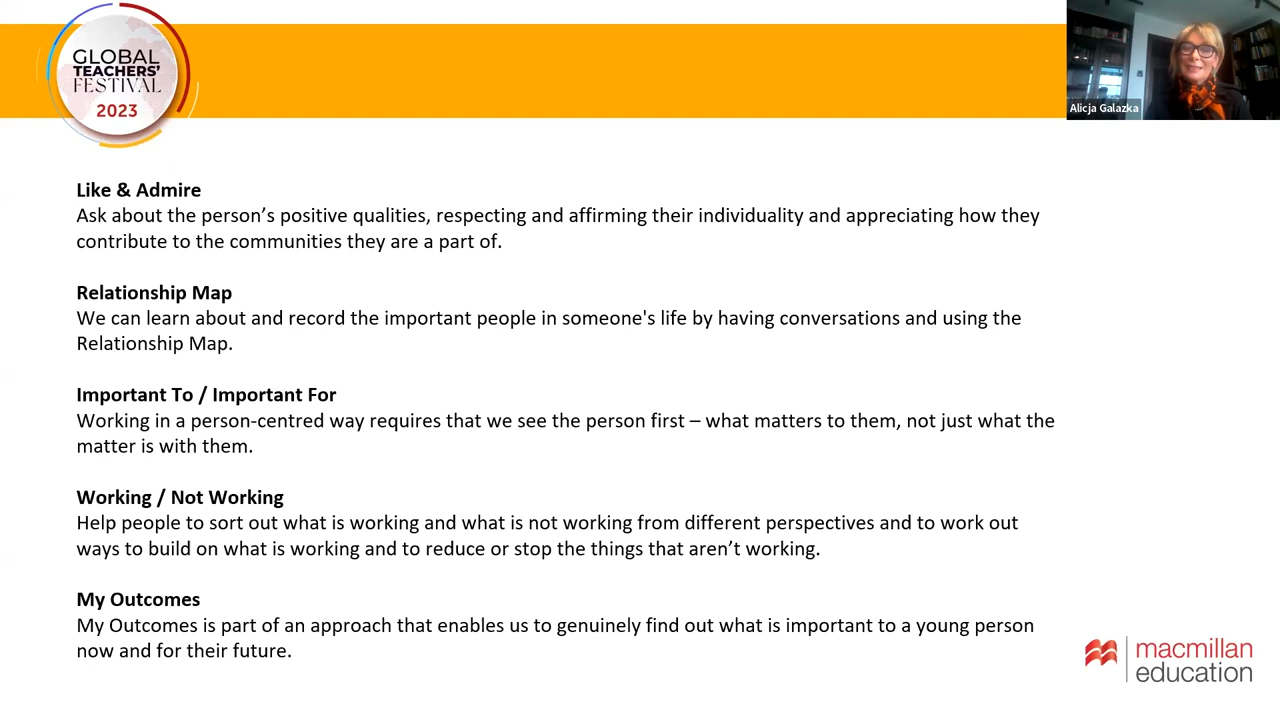 GLOBAL
TEACHERS'
FESTIVAL
2023
Alicja Galazka
Like & Admire
Ask about the person’s positive qualities, respecting and affirming their individuality and appreciating how they
contribute to the communities they are a part of.
Relationship Map
We can learn about and record the important people in someone's life by having conversations and using the
Relationship Map.
Important To / Important For
Working in a person-centred way requires that we see the person first – what matters to them, not just what the
matter is with them.
Working / Not Working
Help people to sort out what is working and what is not working from different perspectives and to work out
ways to build on what is working and to reduce or stop the things that aren’t working.
My Outcomes
My Outcomes is part of an approach that enables us to genuinely find out what is important to a young person
now and for their future.
macmillan
education